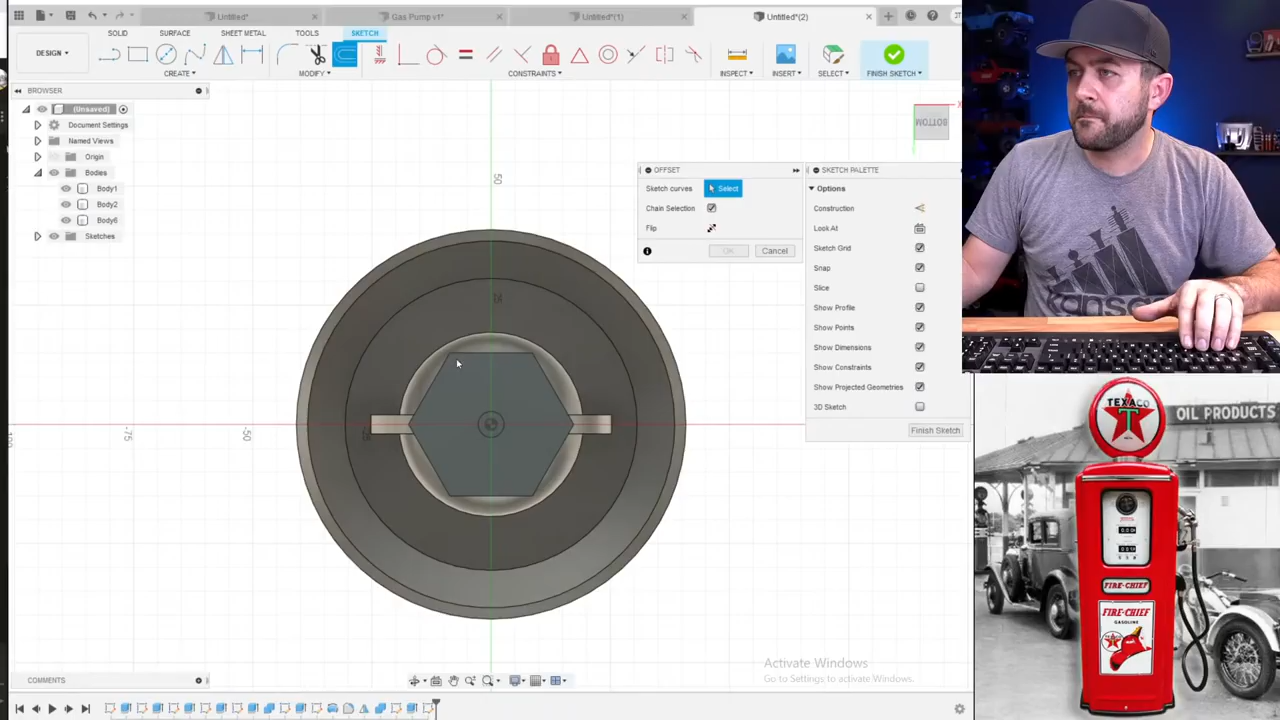 Untitled*
Gas Pump v1*
Untitled*(1)
Untitled*(2)
SOLID
SURFACE
SHEET METAL
TOOLS
SKETCH
DESIGN
CREATE
MODIFY
CONSTRAINTS
INSPECT
INSERT
SELECT
FINISH SKETCH
BROWSER
(Unsaved)
Document Settings
Named Views
Origin
Bodies
Body1
Body2
Body6
Sketches
BOTTOM
X
OFFSET
Sketch curves
Select
Chain Selection
Flip
OK
Cancel
SKETCH PALETTE
Options
Construction
Look At
Sketch Grid
Snap
Slice
Show Profile
Show Points
Show Dimensions
Show Constraints
Show Projected Geometries
3D Sketch
Finish Sketch
50
25
-75
-50
COMMENTS
Activate Windows
Go to Settings to activate Windows.
kansas
TEXACO
T
OIL PRODUCTS
FIRE-CHIEF
FIRE-CHIEF
GASOLINE